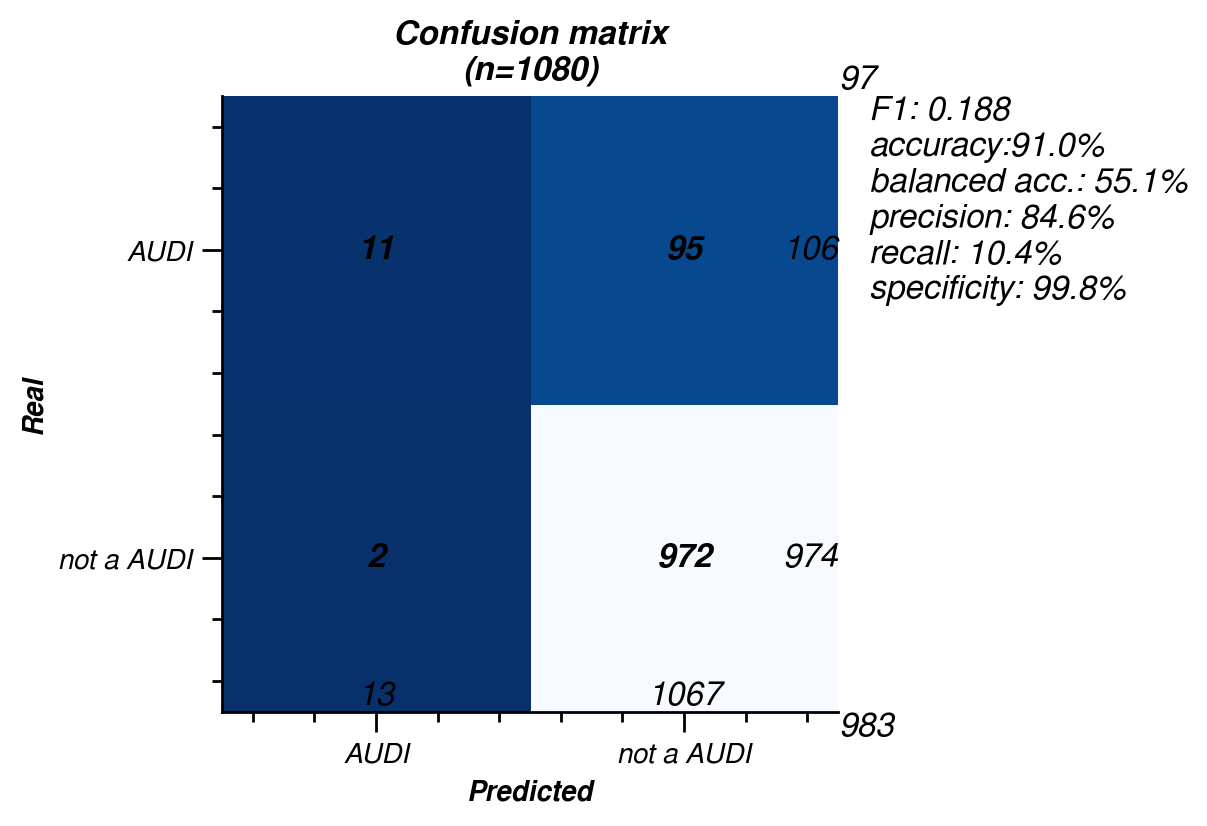 Confusion matrix
(n=1080)
97
F1: 0.188
accuracy:91.0%
balanced acc.: 55.1%
precision: 84.6%
recall: 10.4%
specificity: 99.8%
AUDI
11
95
106
Real
not a AUDI
2
972
974
13
1067
983
AUDI
not a AUDI
Predicted